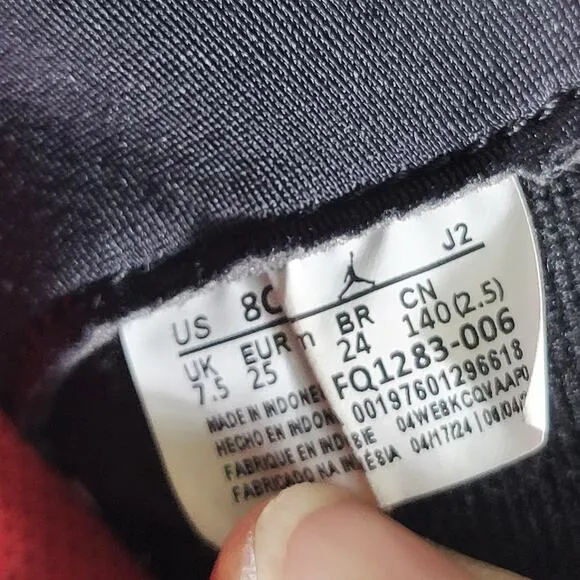 US 8C J2
UK EUR BR CN
7.5 25 24 140(2.5)
FQ1283-006
00197601296618
MADE IN 04WEBKCQVAAP0
HECHO EN
FABRIQUE EN 04/17/24 |
FABRICADO NA